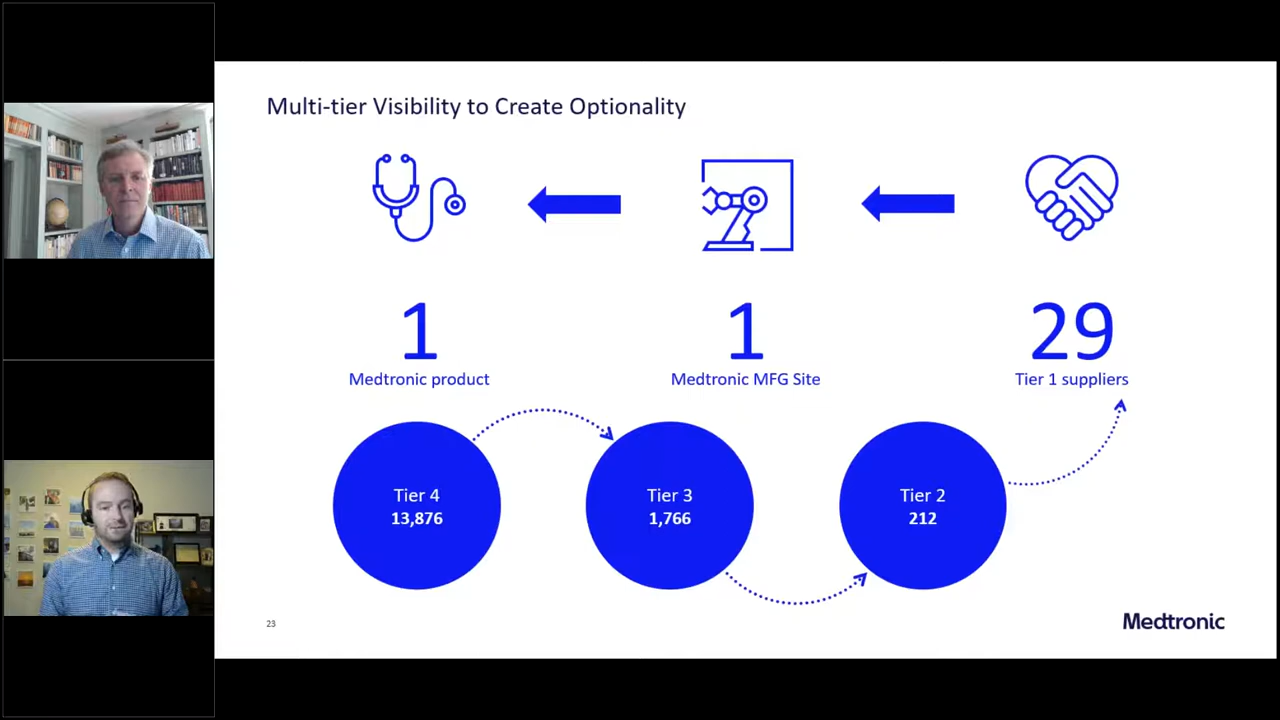 Multi-tier Visibility to Create Optionality
1
1
29
Medtronic product
Medtronic MFG Site
Tier 1 suppliers
Tier 4
13,876
Tier 3
1,766
Tier 2
212
23
Medtronic